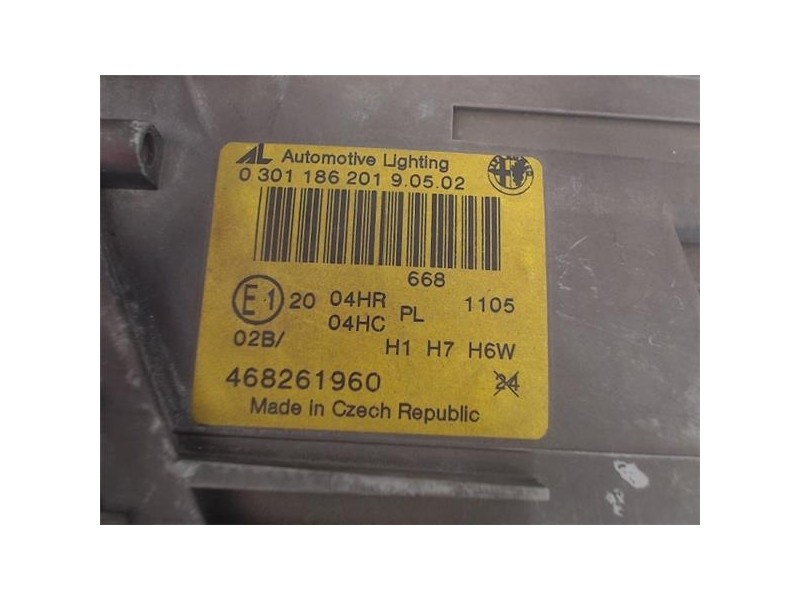 AL Automotive Lighting
0 301 186 201 9.05.02
668
E1 20 04HR PL 1105
04HC
02B/ H1 H7 H6W
468261960 24
Made in Czech Republic